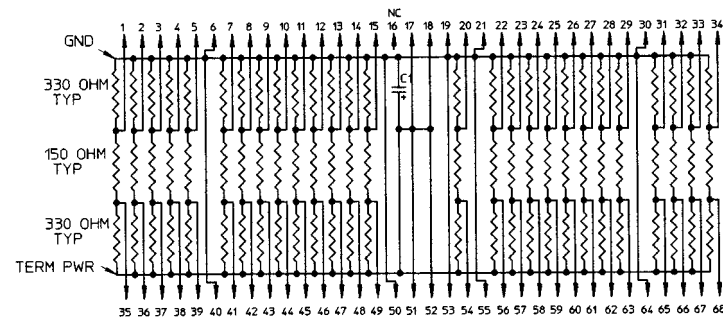 NC
1 2 3 4 5 6 7 8 9 10 11 12 13 14 15 16 17 18 19 20 21 22 23 24 25 26 27 28 29 30 31 32 33 34
GND
C1
+
330 OHM
TYP
150 OHM
TYP
330 OHM
TYP
TERM PWR
35 36 37 38 39 40 41 42 43 44 45 46 47 48 49 50 51 52 53 54 55 56 57 58 59 60 61 62 63 64 65 66 67 68